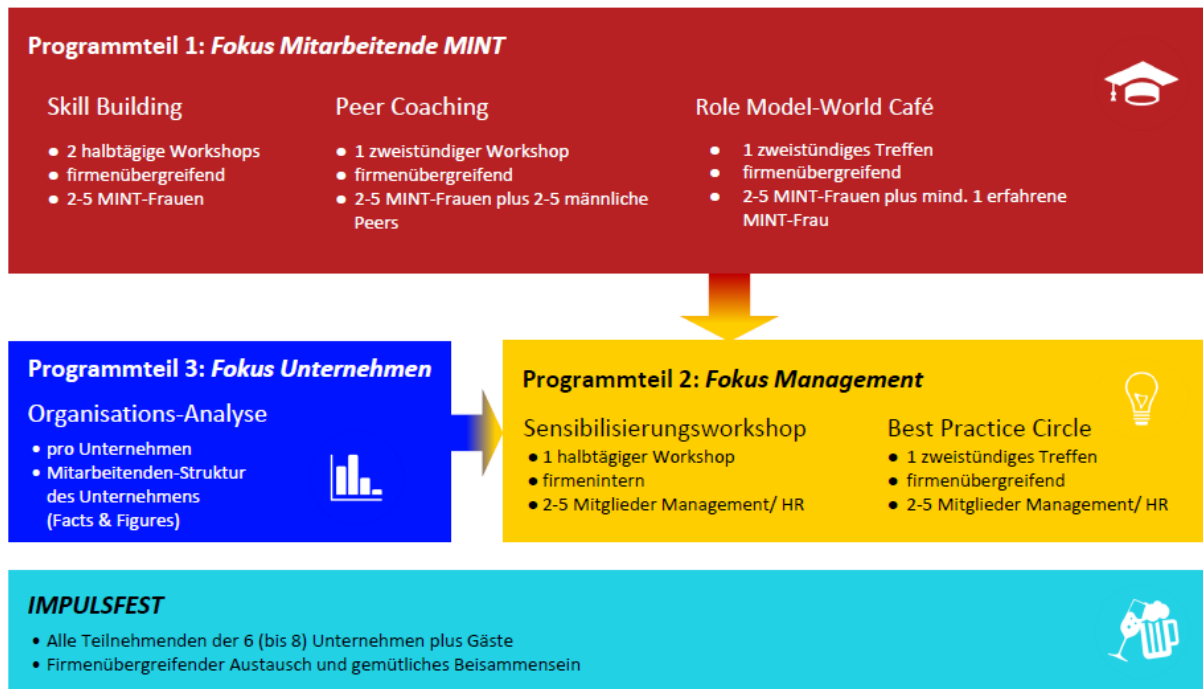 Programmteil 1: Fokus Mitarbeitende MINT
Skill Building
● 2 halbtägige Workshops
● firmenübergreifend
● 2-5 MINT-Frauen
Peer Coaching
● 1 zweistündiger Workshop
● firmenübergreifend
● 2-5 MINT-Frauen plus 2-5 männliche
Peers
Role Model-World Café
● 1 zweistündiges Treffen
● firmenübergreifend
● 2-5 MINT-Frauen plus mind. 1 erfahrene
MINT-Frau
Programmteil 3: Fokus Unternehmen
Organisations-Analyse
• pro Unternehmen
• Mitarbeitenden-Struktur
des Unternehmens
(Facts & Figures)
Programmteil 2: Fokus Management
Sensibilisierungsworkshop
● 1 halbtägiger Workshop
● firmenintern
● 2-5 Mitglieder Management/ HR
Best Practice Circle
● 1 zweistündiges Treffen
● firmenübergreifend
● 2-5 Mitglieder Management/ HR
IMPULSFEST
• Alle Teilnehmenden der 6 (bis 8) Unternehmen plus Gäste
• Firmenübergreifender Austausch und gemütliches Beisammensein